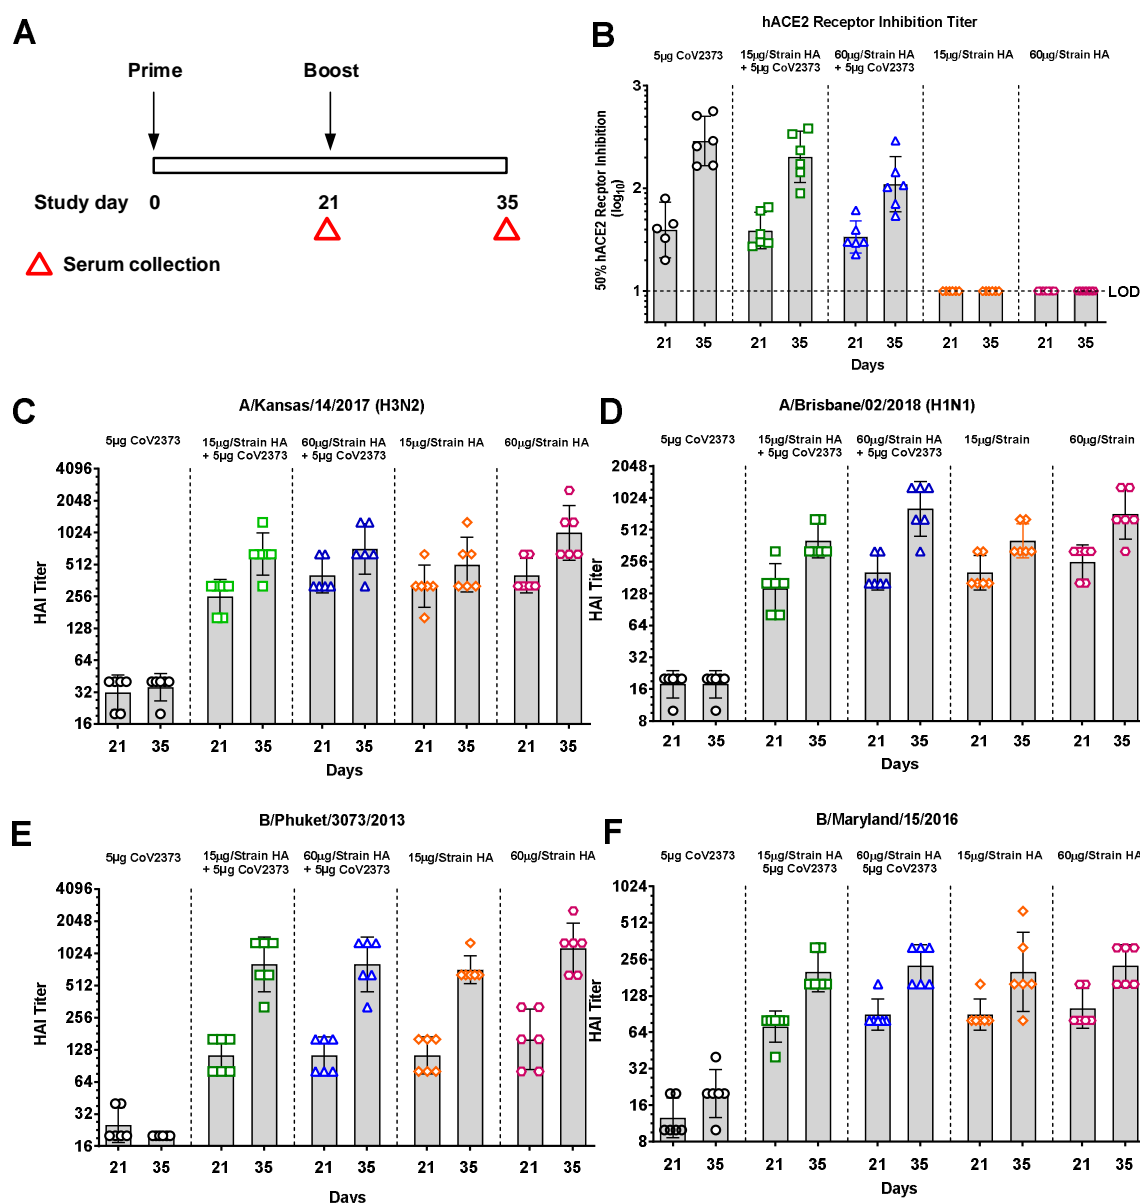 A
Prime
Boost
Study day
0
21
35
Serum collection
B
hACE2 Receptor Inhibition Titer
5µg CoV2373
15µg/Strain HA
+ 5µg CoV2373
60µg/Strain HA
+ 5µg CoV2373
15µg/Strain HA
60µg/Strain HA
50% hACE2 Recptor Inhibition
(log10)
3
2
1
LOD
21 35 21 35 21 35 21 35 21 35
Days
C
A/Kansas/14/2017 (H3N2)
5µg CoV2373
15µg/Strain HA
+ 5µg CoV2373
60µg/Strain HA
+ 5µg CoV2373
15µg/Strain HA
60µg/Strain HA
HAI Titer
4096
2048
1024
512
256
128
64
32
16
21 35 21 35 21 35 21 35 21 35
Days
D
A/Brisbane/02/2018 (H1N1)
5µg CoV2373
15µg/Strain HA
+ 5µg CoV2373
60µg/Strain HA
+ 5µg CoV2373
15µg/Strain
60µg/Strain
HAI Titer
2048
1024
512
256
128
64
32
16
8
21 35 21 35 21 35 21 35 21 35
Days
E
B/Phuket/3073/2013
5µg CoV2373
15µg/Strain HA
+ 5µg CoV2373
60µg/Strain HA
+ 5µg CoV2373
15µg/Strain HA
60µg/Strain HA
HAI Titer
4096
2048
1024
512
256
128
64
32
16
21 35 21 35 21 35 21 35 21 35
Days
F
B/Maryland/15/2016
5µg CoV2373
15µg/Strain HA
5µg CoV2373
60µg/Strain HA
5µg CoV2373
15µg/Strain HA
60µg/Strain HA
HAI Titer
1024
512
256
128
64
32
16
8
21 35 21 35 21 35 21 35 21 35
Days